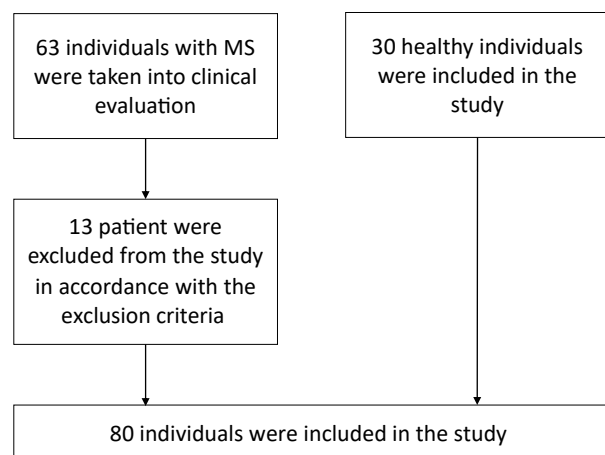 63 individuals with MS
were taken into clinical
evaluation
30 healthy individuals
were included in the
study
13 patient were
excluded from the study
in accordance with the
exclusion criteria
80 individuals were included in the study